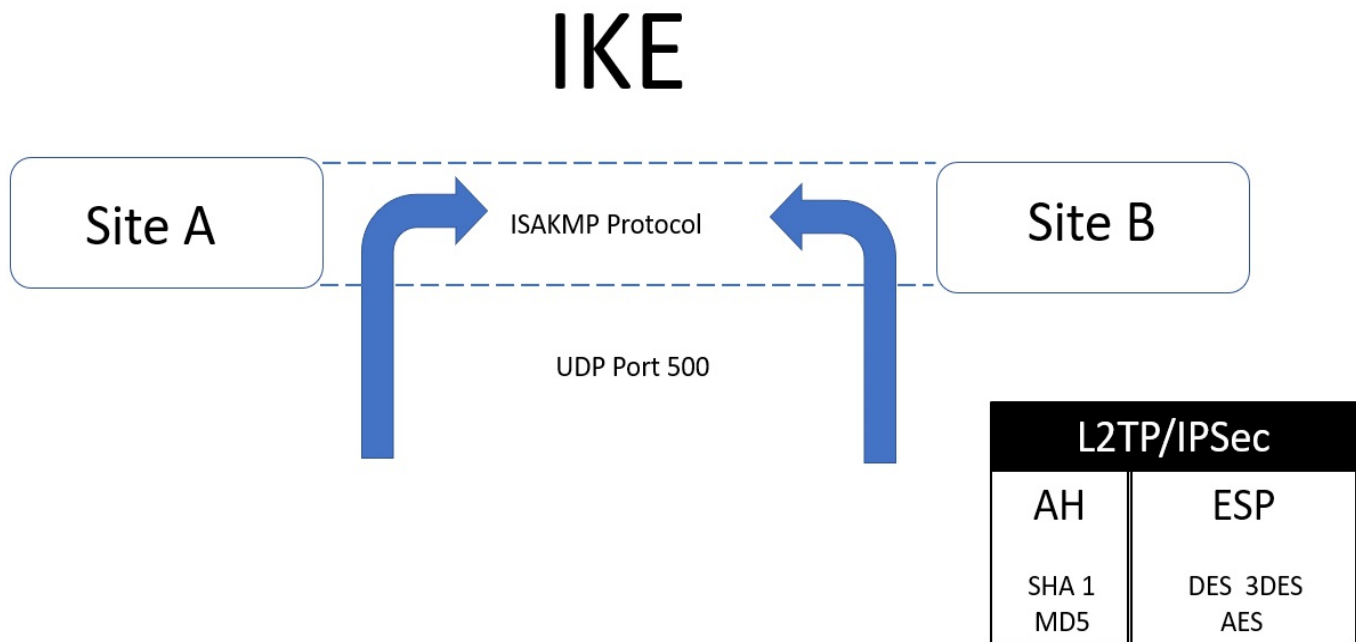 IKE
Site A
ISAKMP Protocol
Site B
UDP Port 500
L2TP/IPSec
AH
ESP
SHA 1
DES 3DES
MD5
AES